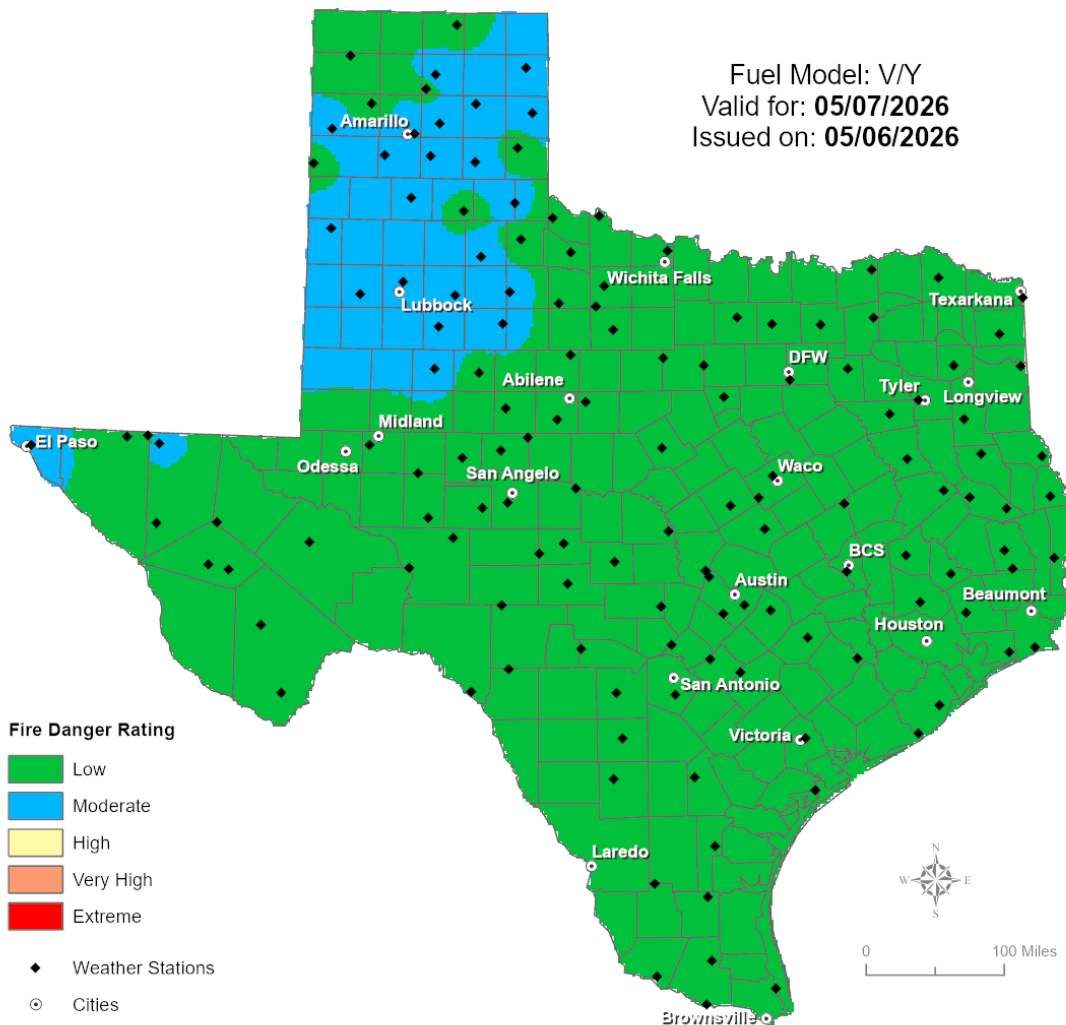 Fuel Model: V/Y
Valid for: 05/07/2026
Issued on: 05/06/2026
Amarillo
Wichita Falls
Lubbock
Texarkana
DFW
Abilene
Tyler
Longview
El Paso
Midland
Odessa
San Angelo
Waco
BCS
Austin
Beaumont
Houston
San Antonio
Victoria
Laredo
Brownsville
Fire Danger Rating
Low
Moderate
High
Very High
Extreme
Weather Stations
Cities
N
W
E
S
0 100 Miles